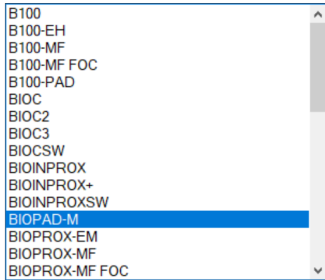 B100
B100-EH
B100-MF
B100-MF FOC
B100-PAD
BIOC
BIOC2
BIOC3
BIOCSW
BIOINPROX
BIOINPROX+
BIOINPROXSW
BIOPAD-M
BIOPROX-EM
BIOPROX-MF
BIOPROX-MF FOC